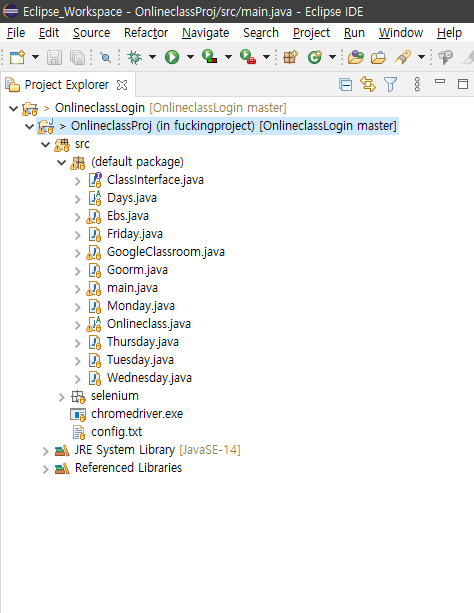 Eclipse_Workspace - OnlineclassProj/src/main.java - Eclipse IDE
File Edit Source Refactor Navigate Search Project Run Window Help
Project Explorer
> OnlineclassLogin [OnlineclassLogin master]
> OnlineclassProj (in fuckingproject) [OnlineclassLogin master]
src
(default package)
ClassInterface.java
Days.java
Ebs.java
Friday.java
GoogleClassroom.java
Goorm.java
main.java
Monday.java
Onlineclass.java
Thursday.java
Tuesday.java
Wednesday.java
selenium
chromedriver.exe
config.txt
JRE System Library [JavaSE-14]
Referenced Libraries